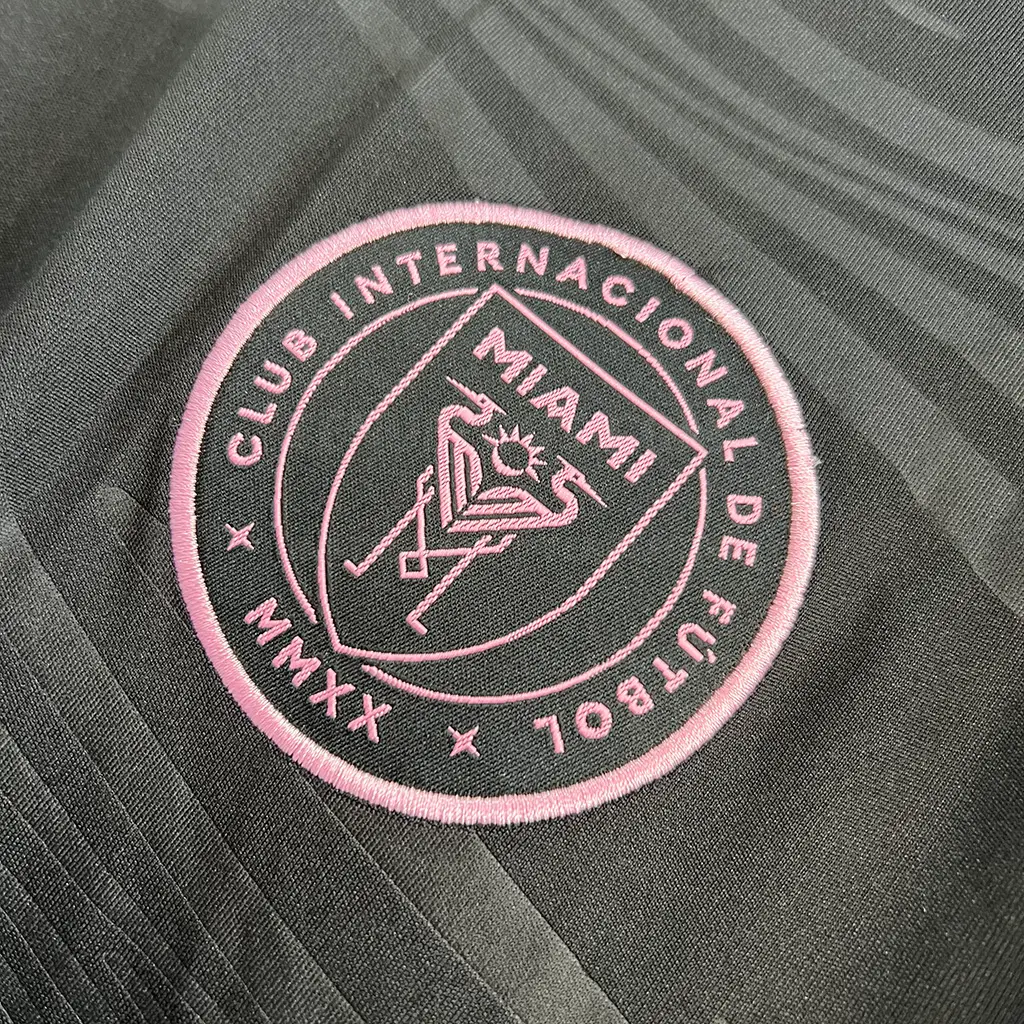 CLUB INTERNACIONAL DE FÚTBOL
MIAMI
MMXX